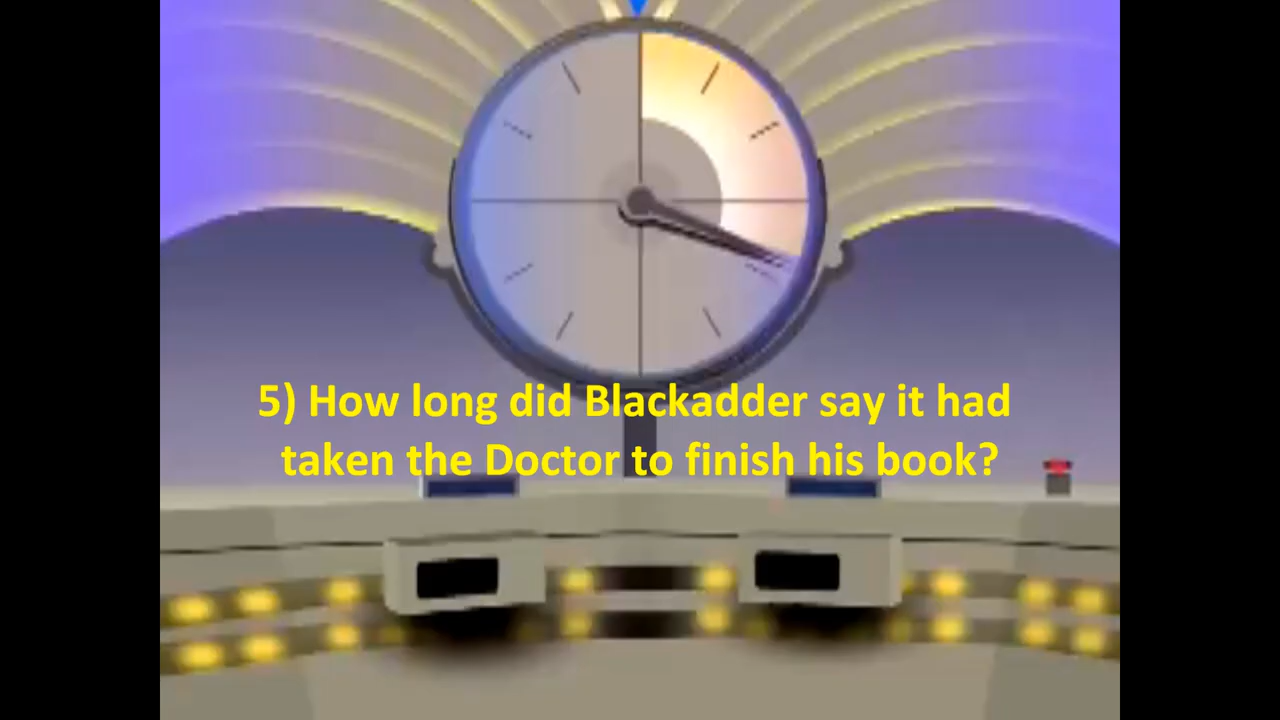 5) How long did Blackadder say it had
taken the Doctor to finish his book?